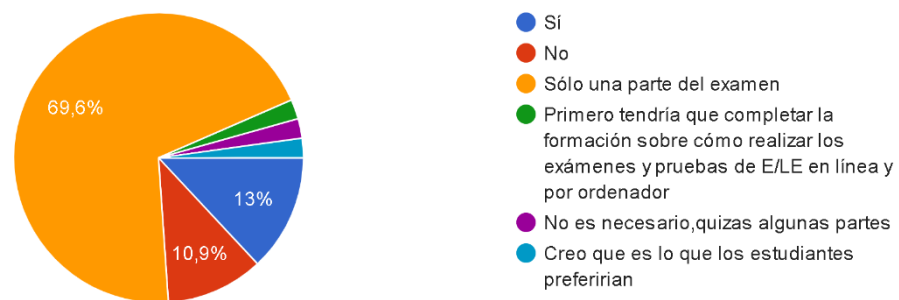 69,6%
13%
10,9%
Sí
No
Sólo una parte del examen
Primero tendría que completar la
formación sobre cómo realizar los
exámenes y pruebas de E/LE en línea y
por ordenador
No es necesario,quizas algunas partes
Creo que es lo que los estudiantes
preferirian